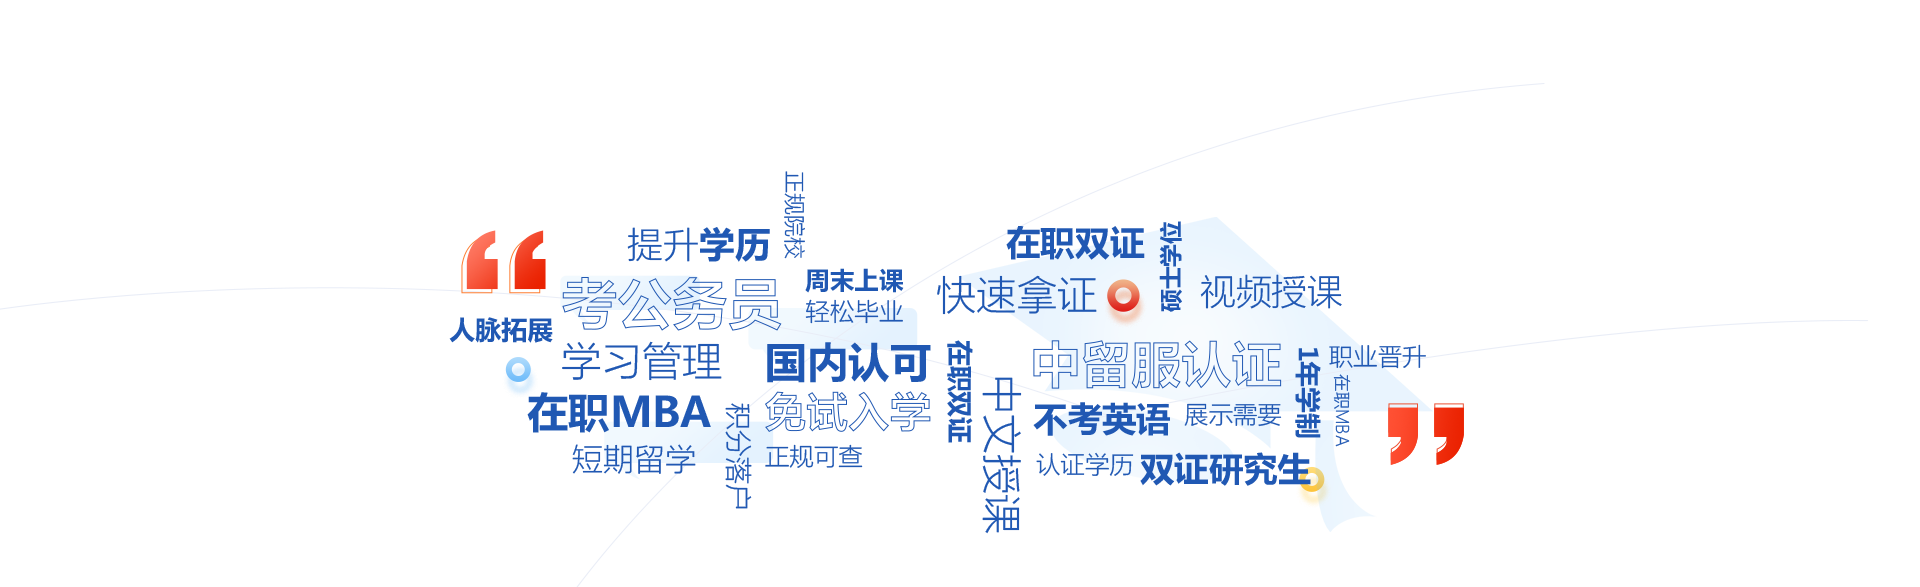 正规院校
提升学历
在职双证
硕士学位
考公务员
周末上课
轻松毕业
快速拿证
视频授课
人脉拓展
学习管理
国内认可
在职双证
中留服认证
1年学制
职业晋升
在职MBA
在职MBA
积分落户
免试入学
中文授课
不考英语
展示需要
短期留学
正规可查
认证学历
双证研究生